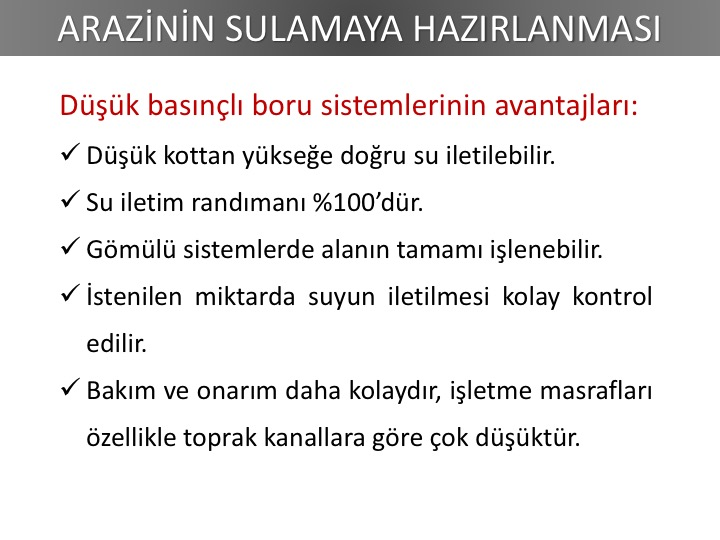 ARAZİNİN SULAMAYA HAZIRLANMASI
Düşük basınçlı boru sistemlerinin avantajları:
✓ Düşük kottan yükseğe doğru su iletilebilir.
✓ Su iletim randımanı %100’dür.
✓ Gömülü sistemlerde alanın tamamı işlenebilir.
✓ İstenilen miktarda suyun iletilmesi kolay kontrol
edilir.
✓ Bakım ve onarım daha kolaydır, işletme masrafları
özellikle toprak kanallara göre çok düşüktür.